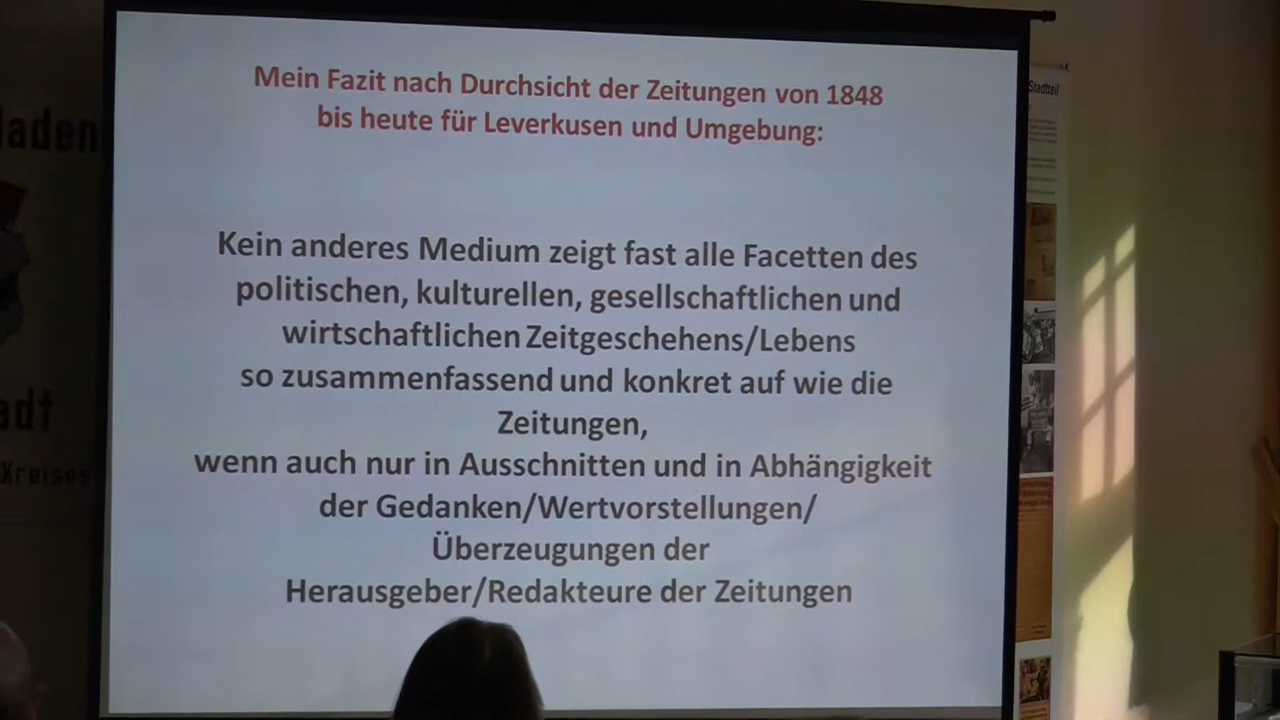 Mein Fazit nach Durchsicht der Zeitungen von 1848
bis heute für Leverkusen und Umgebung:
Kein anderes Medium zeigt fast alle Facetten des
politischen, kulturellen, gesellschaftlichen und
wirtschaftlichen Zeitgeschehens/Lebens
so zusammenfassend und konkret auf wie die
Zeitungen,
wenn auch nur in Ausschnitten und in Abhängigkeit
der Gedanken/Wertvorstellungen/
Überzeugungen der
Herausgeber/Redakteure der Zeitungen
laden
adt
Kreises
Stadtteil